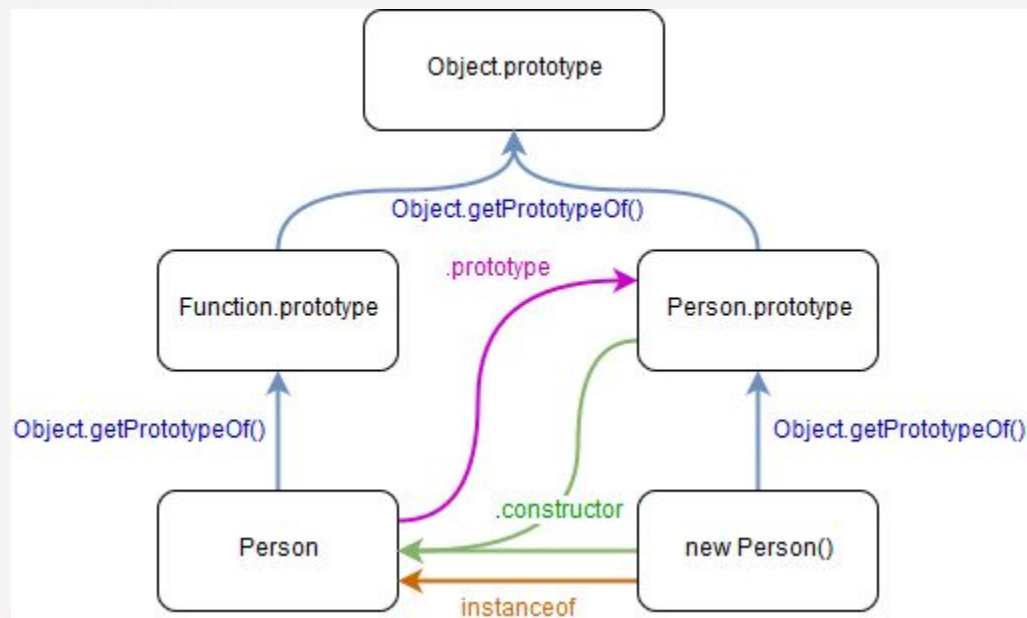 Object.prototype
Object.getPrototypeOf()
.prototype
Function.prototype
Person.prototype
Object.getPrototypeOf()
Object.getPrototypeOf()
.constructor
Person
new Person()
instanceof